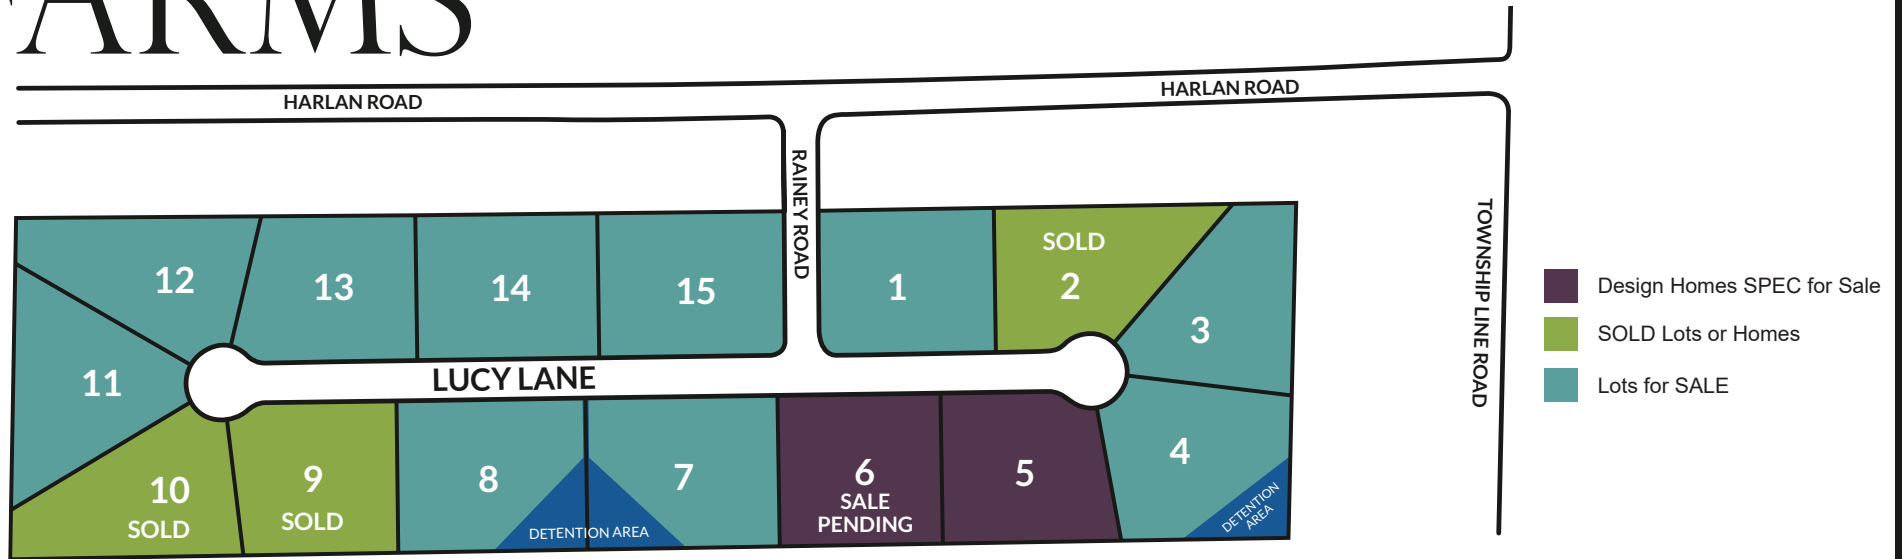 ARMS
HARLAN ROAD
HARLAN ROAD
RAINEY ROAD
TOWNSHIP LINE ROAD
12
13
14
15
1
SOLD
2
3
11
LUCY LANE
10
SOLD
9
SOLD
8
7
DETENTION AREA
6
SALE
PENDING
5
4
DETENTION
AREA
Design Homes SPEC for Sale
SOLD Lots or Homes
Lots for SALE